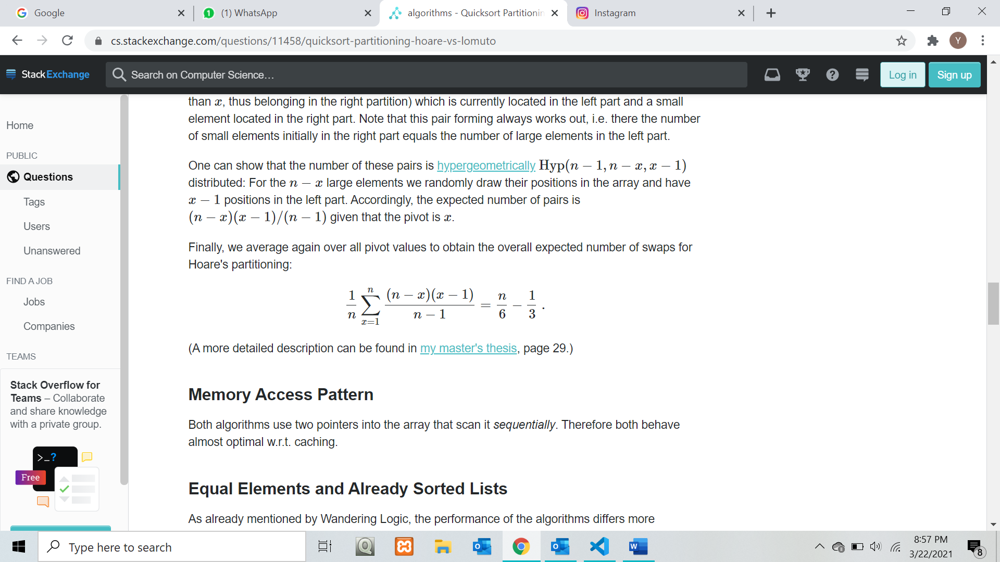 Google
(1) WhatsApp
algorithms - Quicksort Partitionin
Instagram
cs.stackexchange.com/questions/11458/quicksort-partitioning-hoare-vs-lomuto
Y
StackExchange
Search on Computer Science…
Log in
Sign up
Home
PUBLIC
Questions
Tags
Users
Unanswered
FIND A JOB
Jobs
Companies
TEAMS
Stack Overflow for
Teams – Collaborate
and share knowledge
with a private group.
>_?
Free
than x, thus belonging in the right partition) which is currently located in the left part and a small
element located in the right part. Note that this pair forming always works out, i.e. there the number
of small elements initially in the right part equals the number of large elements in the left part.
One can show that the number of these pairs is hypergeometrically Hyp(n − 1, n − x, x − 1)
distributed: For the n − x large elements we randomly draw their positions in the array and have
x − 1 positions in the left part. Accordingly, the expected number of pairs is
(n − x)(x − 1)/(n − 1) given that the pivot is x.
Finally, we average again over all pivot values to obtain the overall expected number of swaps for
Hoare's partitioning:
1/n ∑_{x=1}^{n} (n − x)(x − 1)/(n − 1) = n/6 − 1/3 .
(A more detailed description can be found in my master's thesis, page 29.)
Memory Access Pattern
Both algorithms use two pointers into the array that scan it sequentially. Therefore both behave
almost optimal w.r.t. caching.
Equal Elements and Already Sorted Lists
As already mentioned by Wandering Logic, the performance of the algorithms differs more
Type here to search
8:57 PM
3/22/2021
8